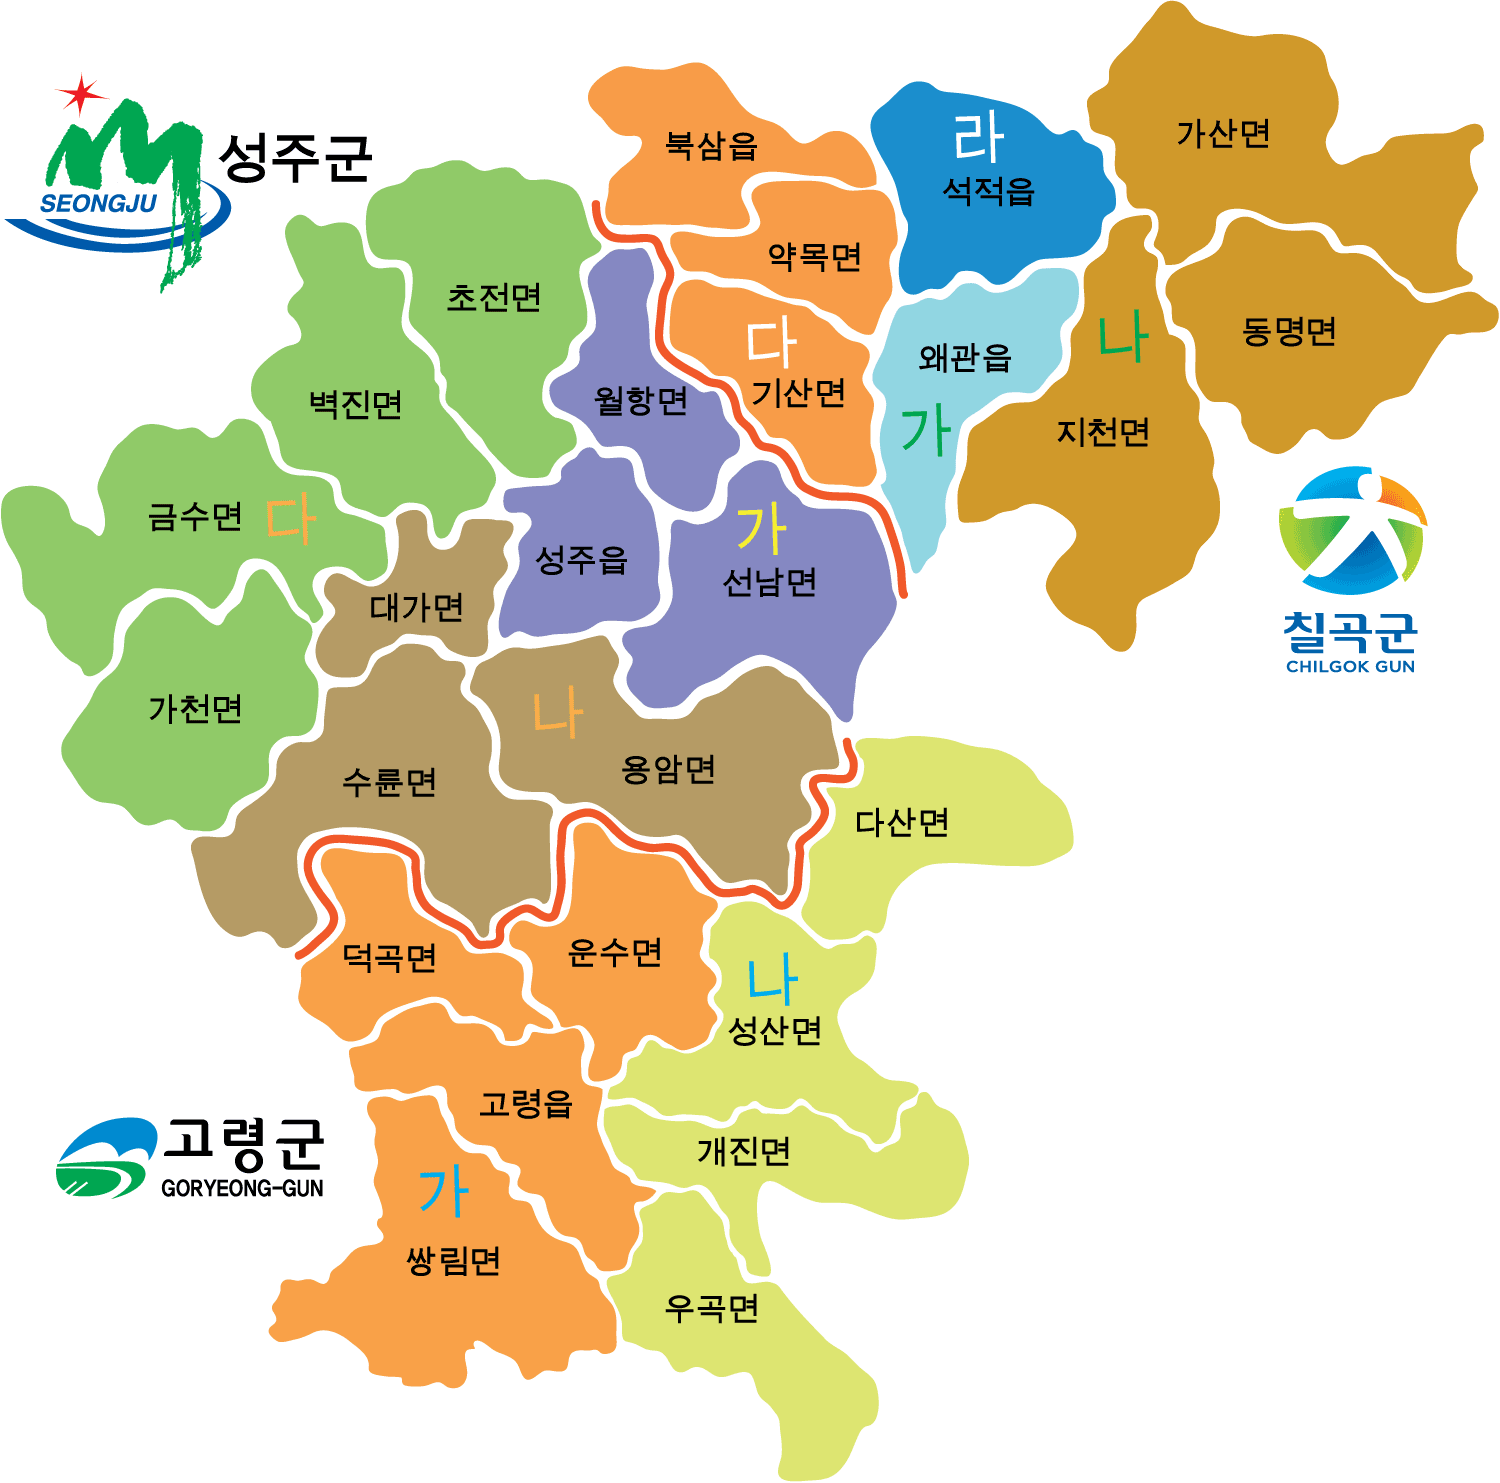 성주군
SEONGJU
북삼읍
라
석적읍
가산면
약목면
초전면
다
기산면
왜관읍
가
나
지천면
동명면
벽진면
월항면
금수면
다
성주읍
가
선남면
대가면
칠곡군
CHILGOK GUN
가천면
수륜면
나
용암면
다산면
덕곡면
운수면
나
성산면
고령군
GORYEONG-GUN
고령읍
개진면
가
쌍림면
우곡면